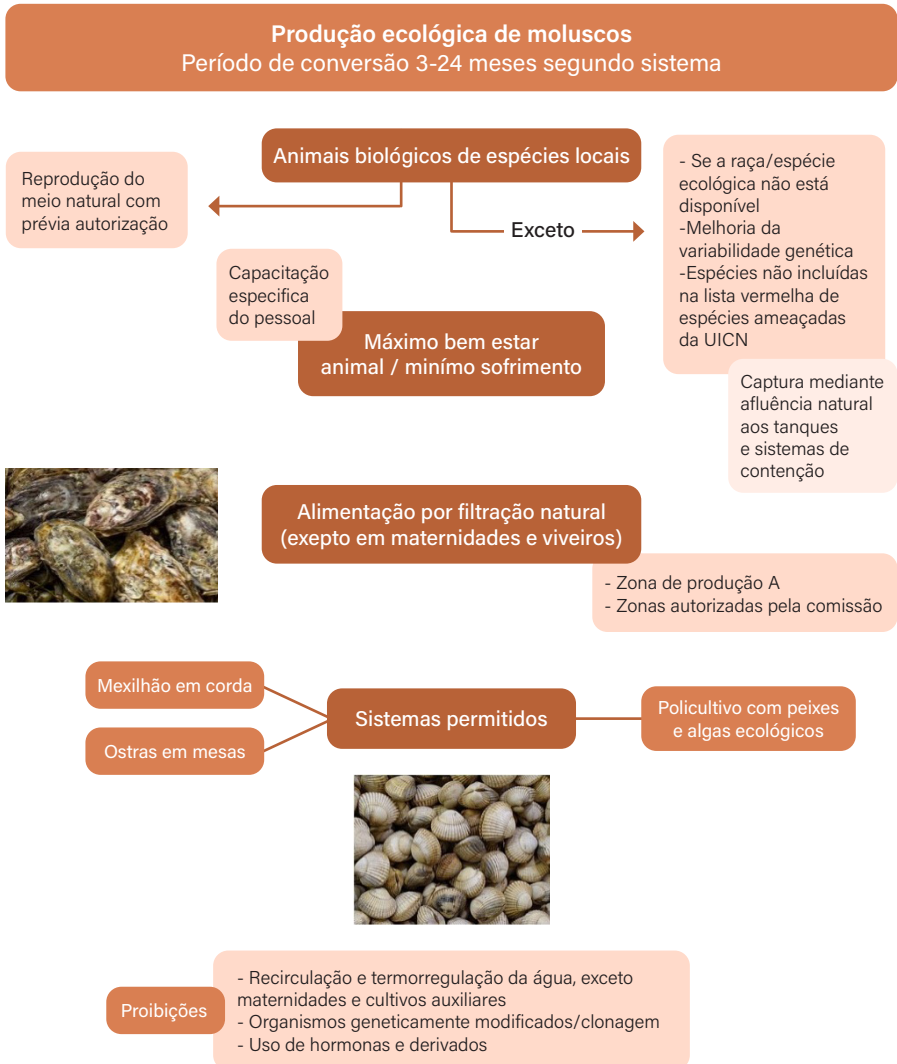 Produção ecológica de moluscos
Período de conversão 3-24 meses segundo sistema
Animais biológicos de espécies locais
Reprodução do
meio natural com
prévia autorização
Exceto
- Se a raça/espécie
ecológica não está
disponível
-Melhoria da
variabilidade genética
-Espécies não incluídas
na lista vermelha de
espécies ameaçadas
da UICN
Captura mediante
afluência natural
aos tanques
e sistemas de
contenção
Capacitação
especifica
do pessoal
Máximo bem estar
animal / minímo sofrimento
Alimentação por filtração natural
(exepto em maternidades e viveiros)
- Zona de produção A
- Zonas autorizadas pela comissão
Mexilhão em corda
Ostras em mesas
Sistemas permitidos
Policultivo com peixes
e algas ecológicos
Proibições
- Recirculação e termorregulação da água, exceto
maternidades e cultivos auxiliares
- Organismos geneticamente modificados/clonagem
- Uso de hormonas e derivados